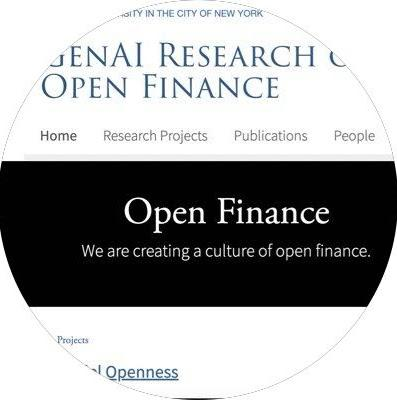 IN THE CITY OF NEW YORK
GENAI RESEARCH
OPEN FINANCE
Home Research Projects Publications People
Open Finance
We are creating a culture of open finance.
Projects
Openness